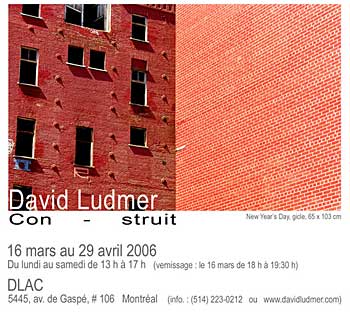 David Ludmer
Con - struit
New Year's Day, gicle, 65 x 103 cm
16 mars au 29 avril 2006
Du lundi au samedi de 13 h à 17 h (vernissage : le 16 mars de 18 h à 19:30 h)
DLAC
5445, av. de Gaspé, # 106 Montréal (info. : (514) 223-0212 ou www.davidludmer.com)